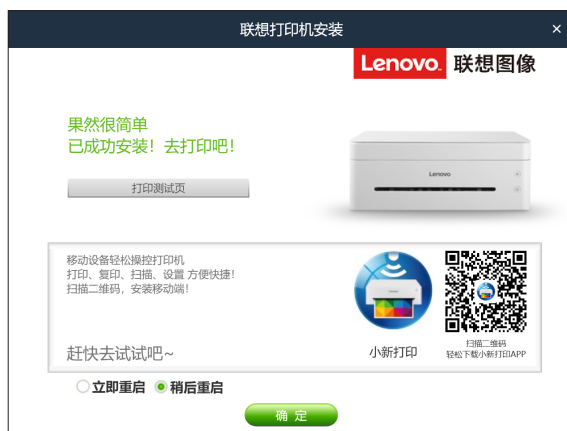 联想打印机安装
×
Lenovo. 联想图像
果然很简单
已成功安装！去打印吧！
Lenovo
打印测试页
移动设备轻松操控打印机
打印、复印、扫描、设置 方便快捷！
扫描二维码，安装移动端！
赶快去试试吧~
小新打印
扫描二维码
轻松下载小新打印APP
立即重启 稍后重启
确 定